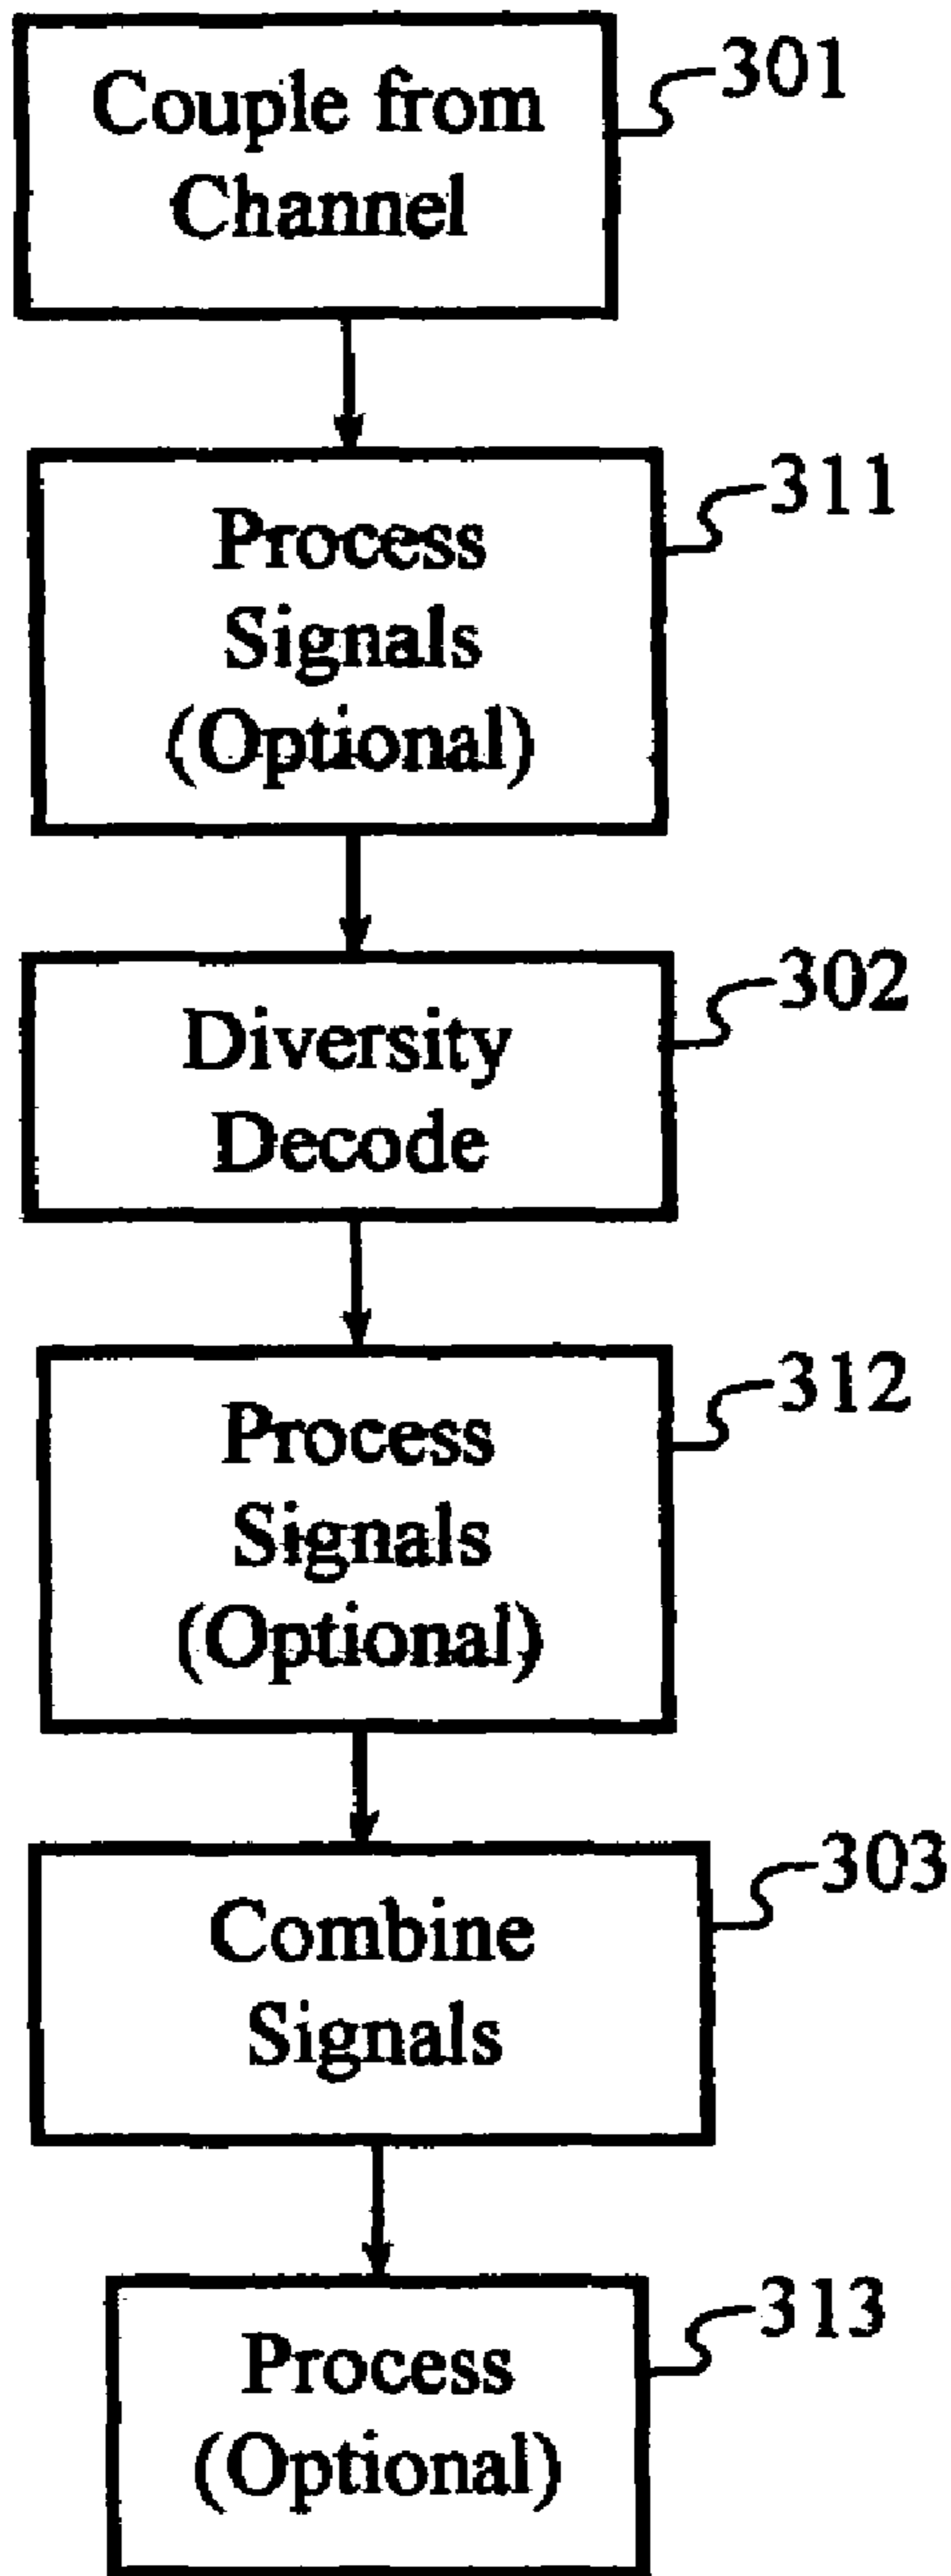 Couple from
Channel
301
Process
Signals
(Optional)
311
Diversity
Decode
302
Process
Signals
(Optional)
312
Combine
Signals
303
Process
(Optional)
313